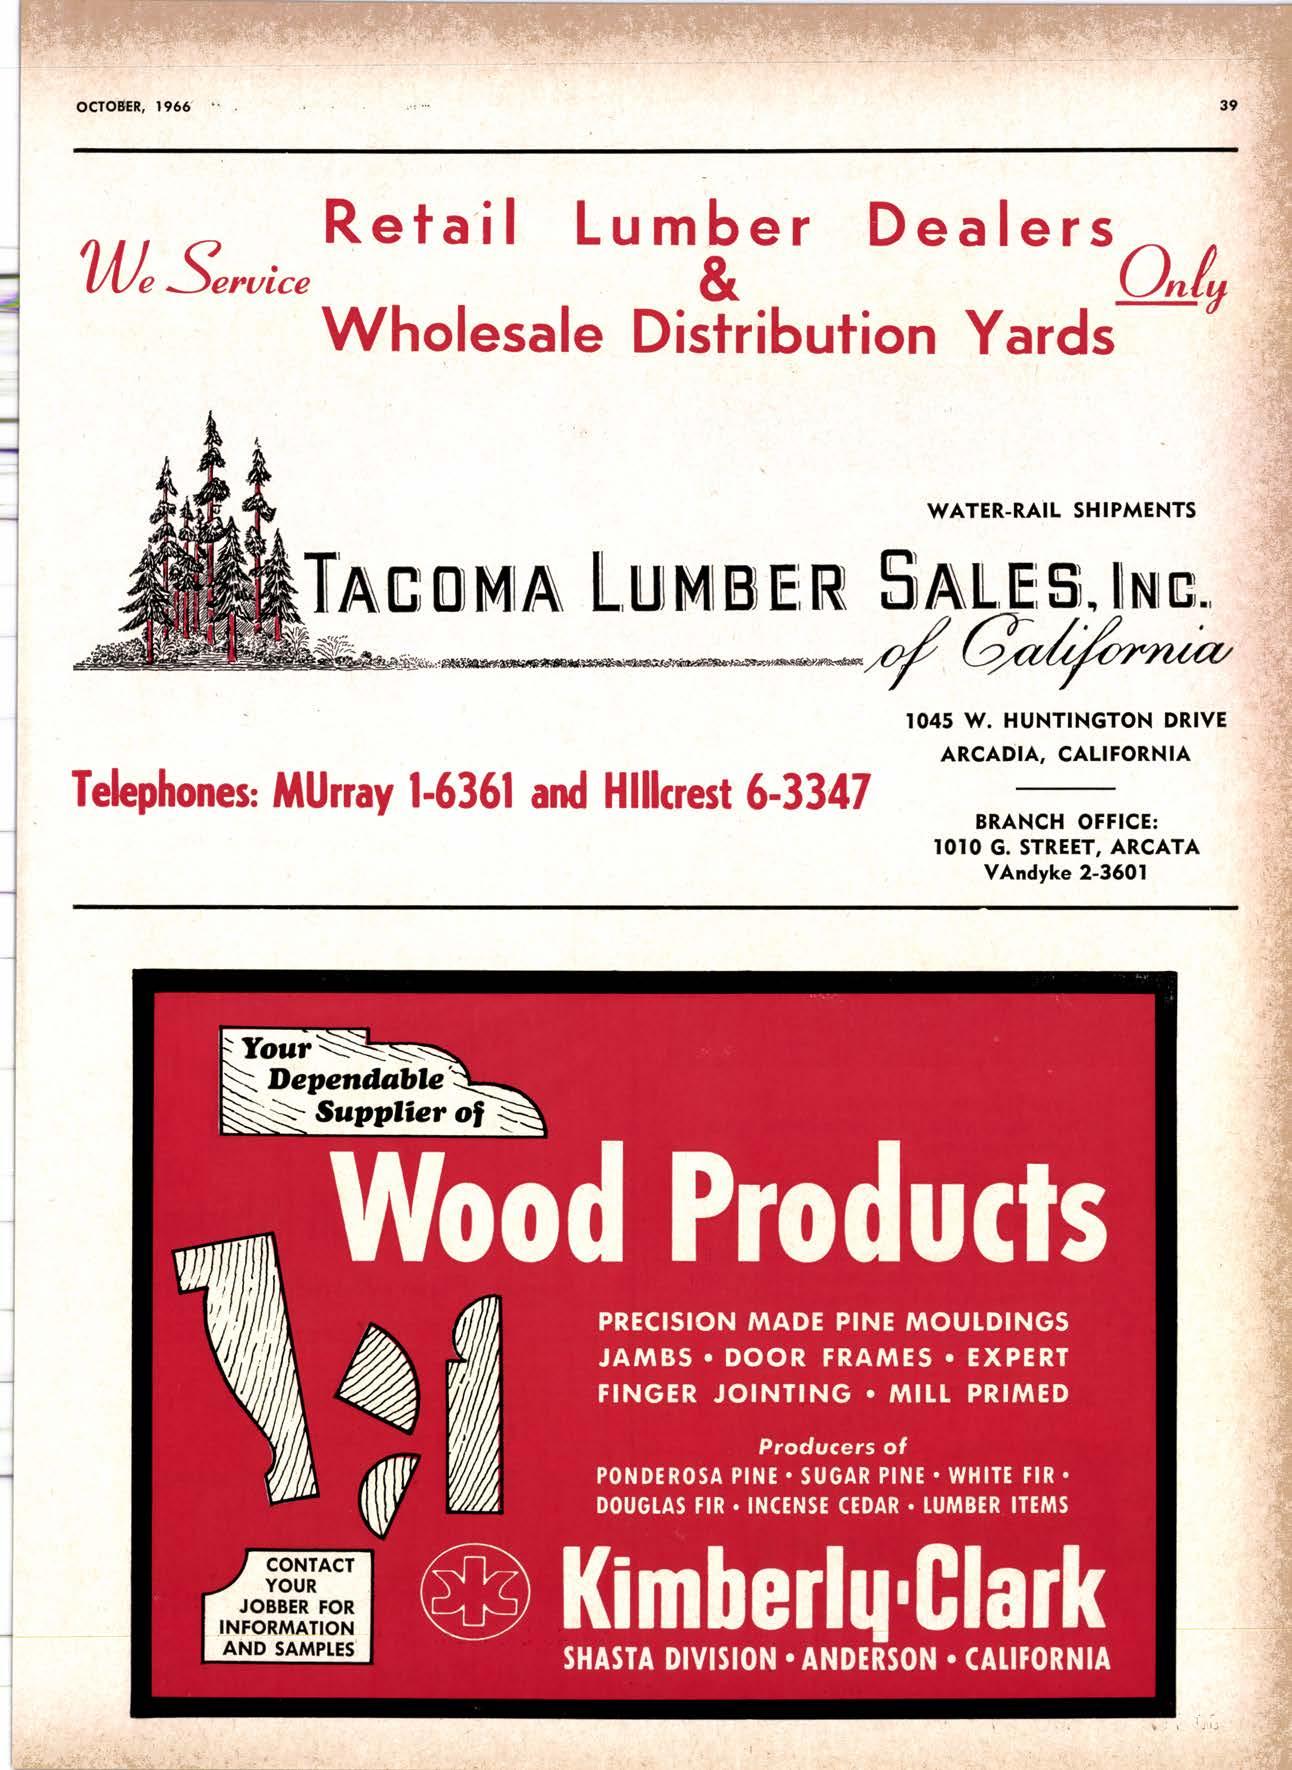 OCTOBER, 1966
39
We Service
Retail Lumber Dealers
&
Wholesale Distribution Yards
Only
WATER-RAIL SHIPMENTS
TACOMA LUMBER SALES, INC.
of California
1045 W. HUNTINGTON DRIVE
ARCADIA, CALIFORNIA
Telephones: MUrray 1-6361 and HIllcrest 6-3347
BRANCH OFFICE:
1010 G. STREET, ARCATA
VAndyke 2-3601
Your
Dependable
Supplier of
Wood Products
PRECISION MADE PINE MOULDINGS
JAMBS • DOOR FRAMES • EXPERT
FINGER JOINTING • MILL PRIMED
Producers of
PONDEROSA PINE • SUGAR PINE • WHITE FIR •
DOUGLAS FIR • INCENSE CEDAR • LUMBER ITEMS
CONTACT
YOUR
JOBBER FOR
INFORMATION
AND SAMPLES
Kimberly·Clark
SHASTA DIVISION • ANDERSON • CALIFORNIA